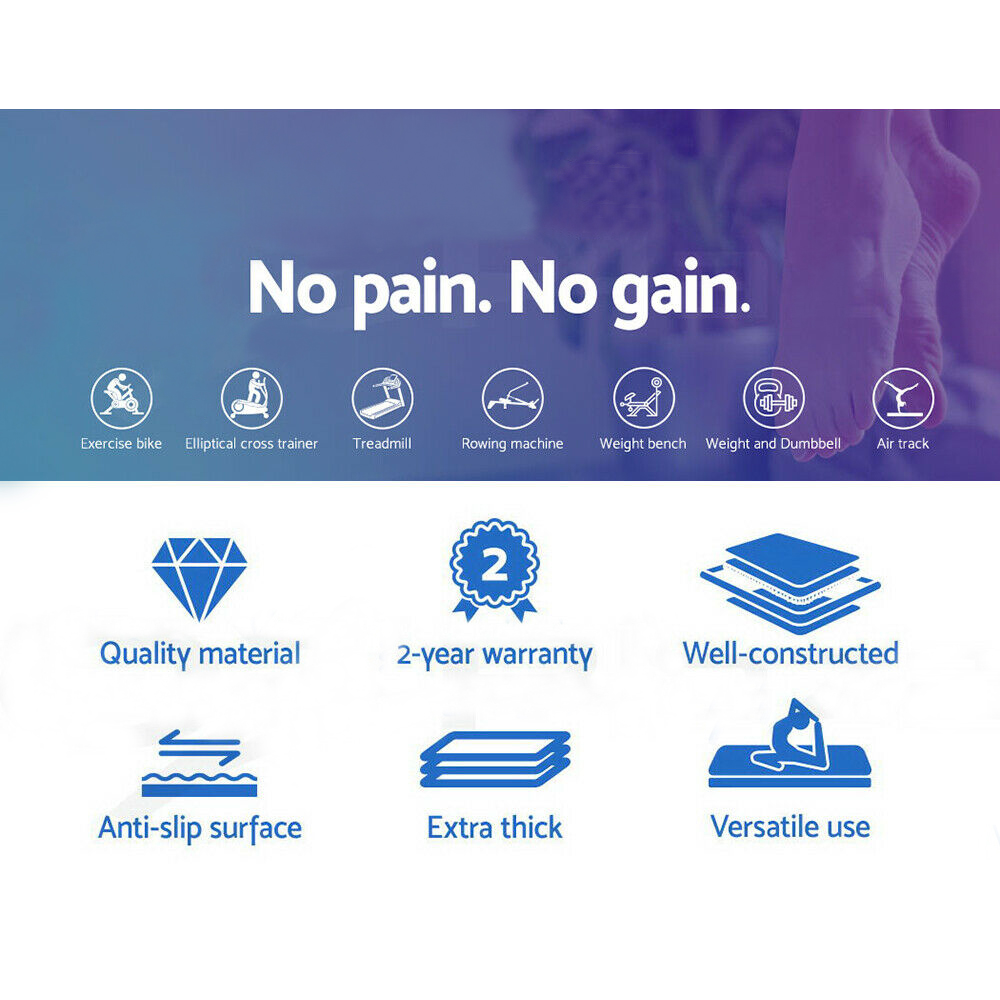 No pain. No gain.
Exercise bike
Elliptical cross trainer
Treadmill
Rowing machine
Weight bench
Weight and Dumbbell
Air track
2
Quality material
2-year warranty
Well-constructed
Anti-slip surface
Extra thick
Versatile use